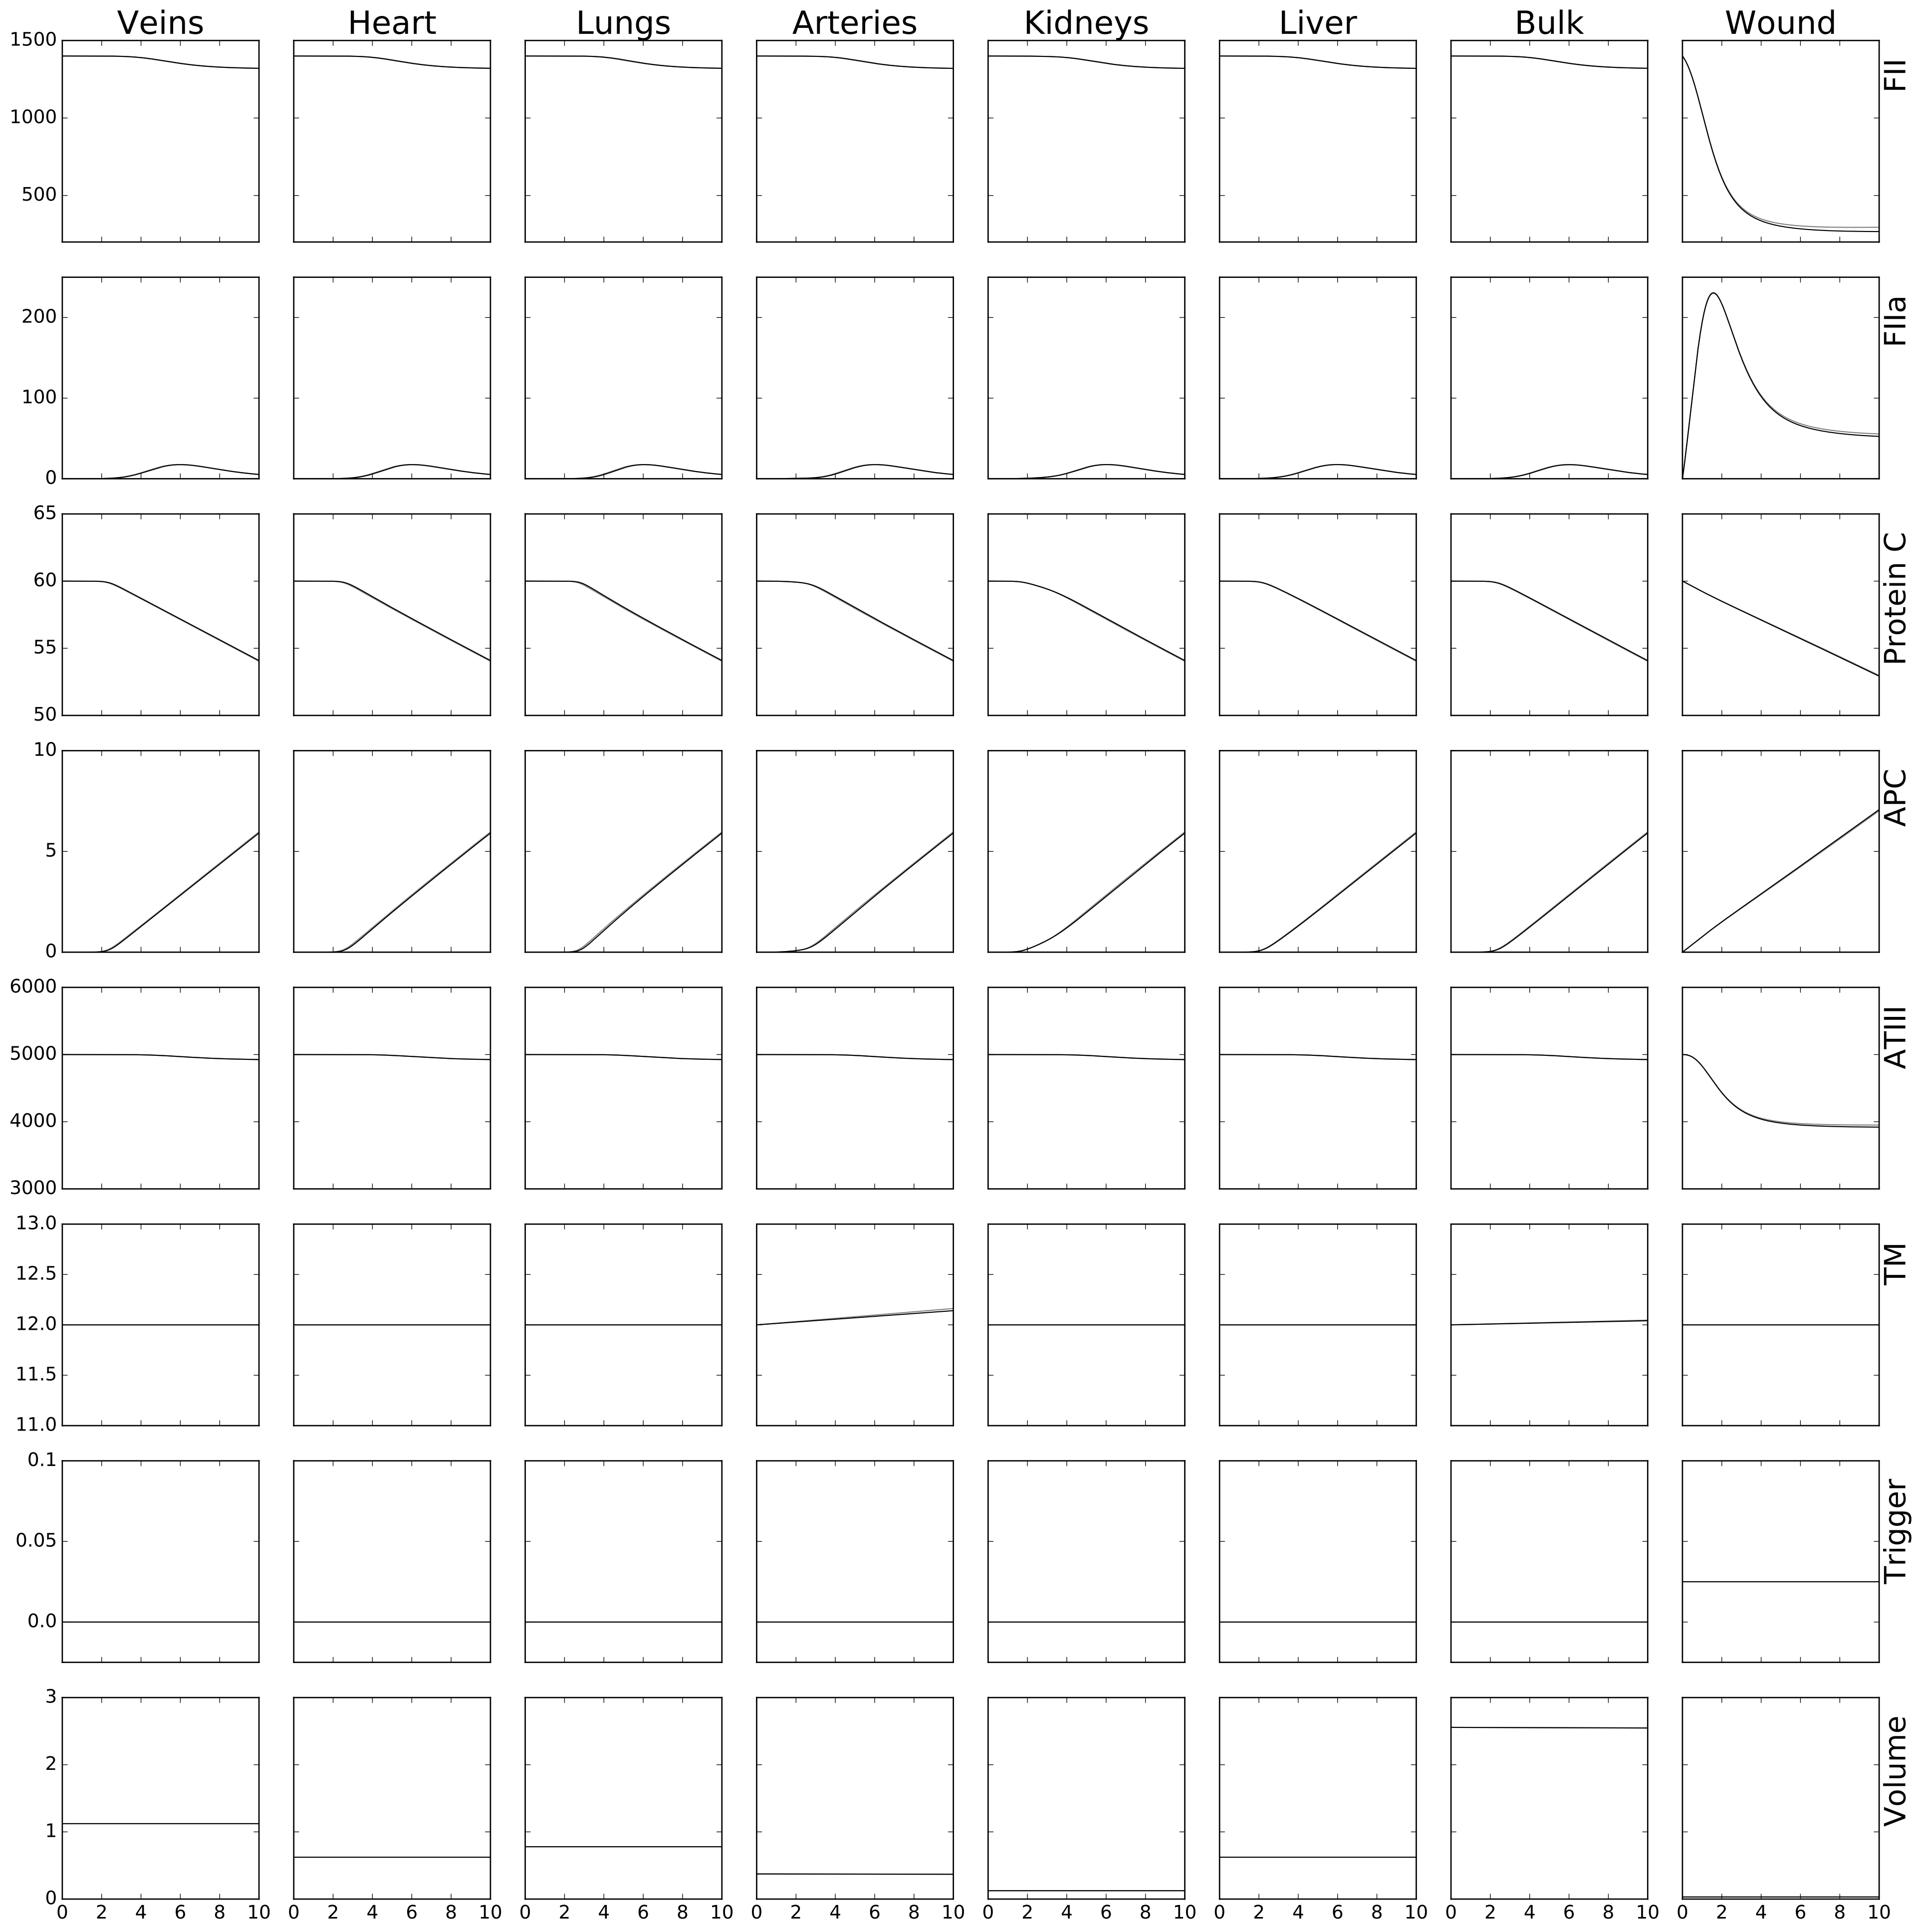 Veins Heart Lungs Arteries Kidneys Liver Bulk Wound
1500
1000
500
FII
200
100
0
FIIa
65
60
55
50
Protein C
10
5
0
APC
6000
5000
4000
3000
ATIII
13.0
12.5
12.0
11.5
11.0
TM
0.1
0.05
0.0
Trigger
3
2
1
0
Volume
0 2 4 6 8 10 0 2 4 6 8 10 0 2 4 6 8 10 0 2 4 6 8 10 0 2 4 6 8 10 0 2 4 6 8 10 0 2 4 6 8 10 0 2 4 6 8 10